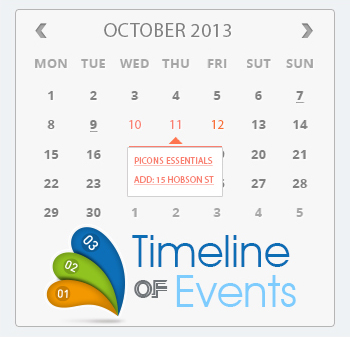 OCTOBER 2013
MON TUE WED THU FRI SUT SUN
1 2 3 4 5 6 7
8 9 10 11 12 13 14
15 16 20 21
PICONS ESSENTIALS
ADD: 15 HOBSON ST
22 23 27 28
29 30 1 2 3 4 5
03
02
01
Timeline
OF Events